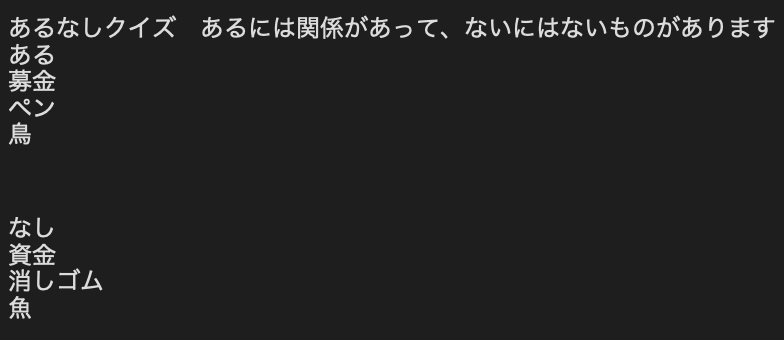 あるなしクイズ　あるには関係があって、ないにはないものがあります
ある
募金
ペン
鳥
なし
資金
消しゴム
魚